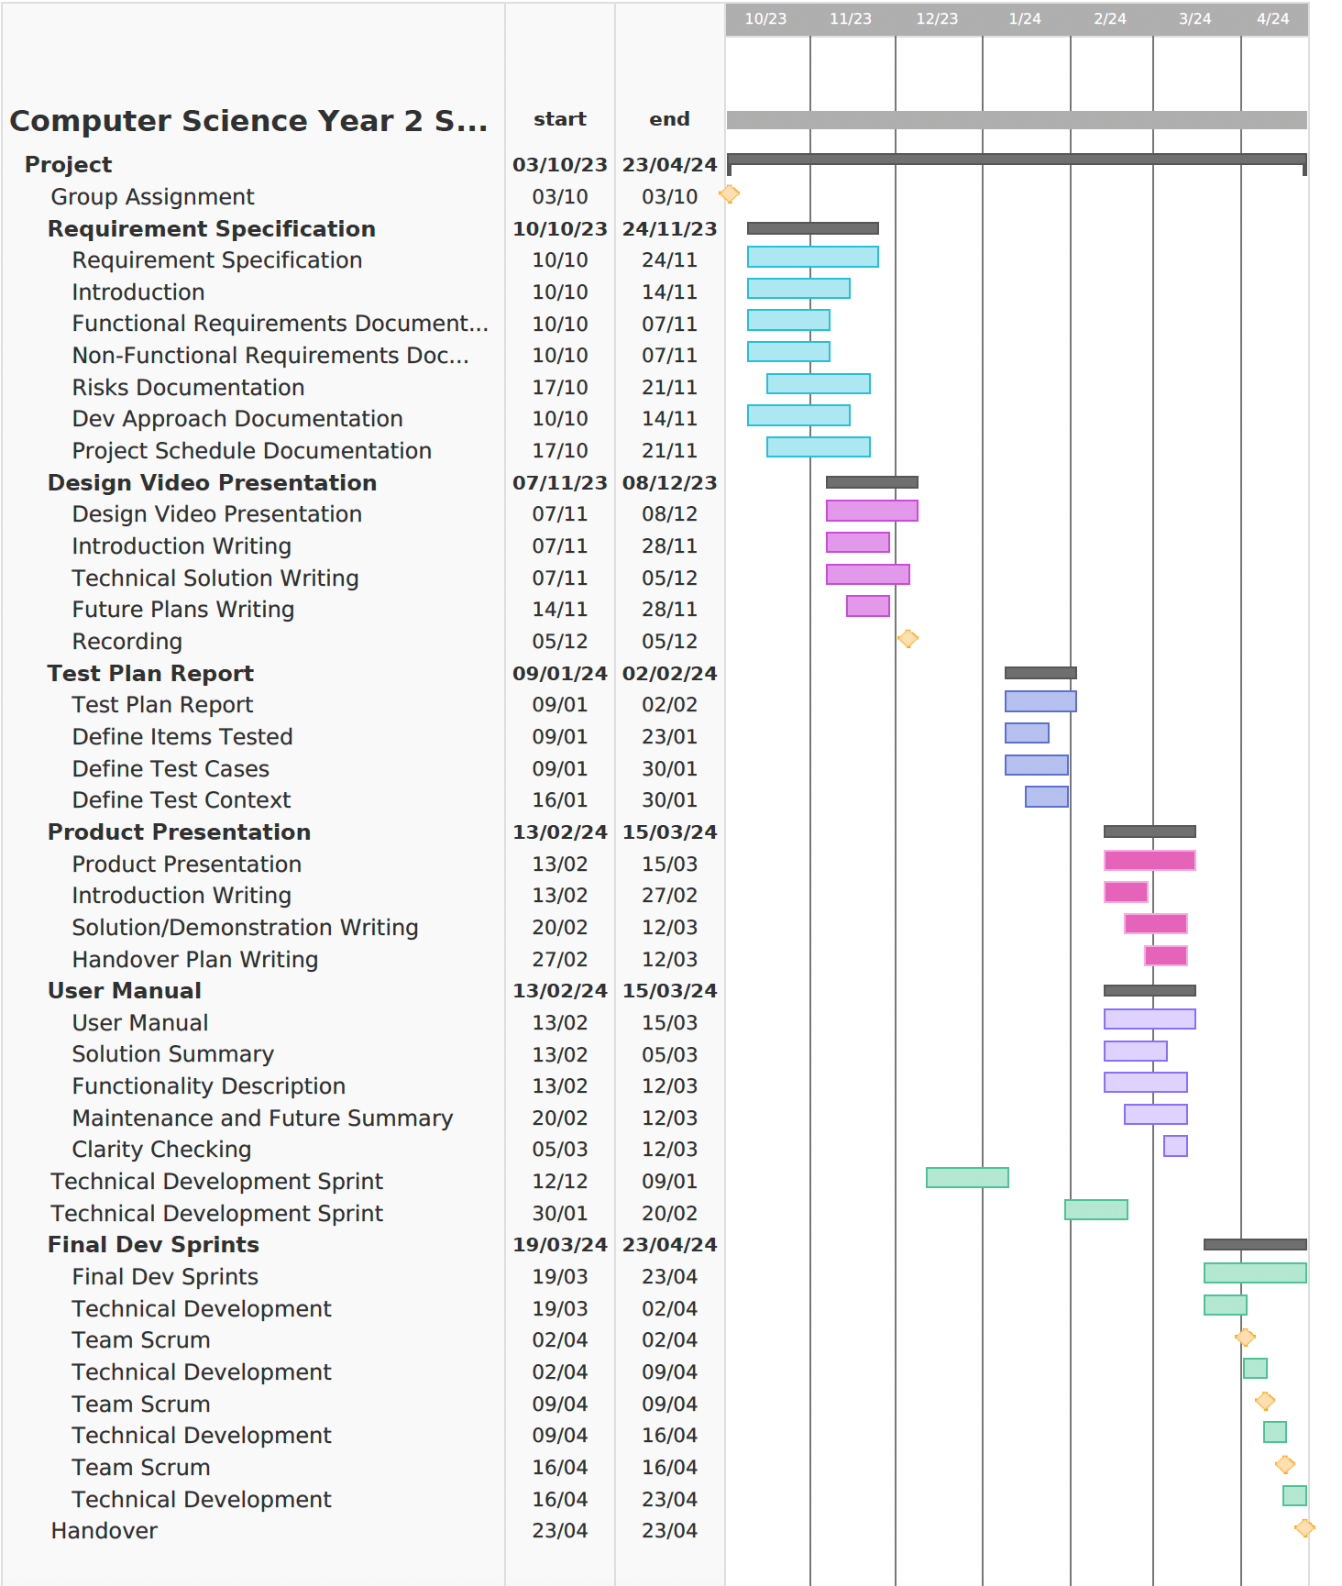 10/23 11/23 12/23 1/24 2/24 3/24 4/24
Computer Science Year 2 S... start end
Project 03/10/23 23/04/24
Group Assignment 03/10 03/10
Requirement Specification 10/10/23 24/11/23
Requirement Specification 10/10 24/11
Introduction 10/10 14/11
Functional Requirements Document... 10/10 07/11
Non-Functional Requirements Doc... 10/10 07/11
Risks Documentation 17/10 21/11
Dev Approach Documentation 10/10 14/11
Project Schedule Documentation 17/10 21/11
Design Video Presentation 07/11/23 08/12/23
Design Video Presentation 07/11 08/12
Introduction Writing 07/11 28/11
Technical Solution Writing 07/11 05/12
Future Plans Writing 14/11 28/11
Recording 05/12 05/12
Test Plan Report 09/01/24 02/02/24
Test Plan Report 09/01 02/02
Define Items Tested 09/01 23/01
Define Test Cases 09/01 30/01
Define Test Context 16/01 30/01
Product Presentation 13/02/24 15/03/24
Product Presentation 13/02 15/03
Introduction Writing 13/02 27/02
Solution/Demonstration Writing 20/02 12/03
Handover Plan Writing 27/02 12/03
User Manual 13/02/24 15/03/24
User Manual 13/02 15/03
Solution Summary 13/02 05/03
Functionality Description 13/02 12/03
Maintenance and Future Summary 20/02 12/03
Clarity Checking 05/03 12/03
Technical Development Sprint 12/12 09/01
Technical Development Sprint 30/01 20/02
Final Dev Sprints 19/03/24 23/04/24
Final Dev Sprints 19/03 23/04
Technical Development 19/03 02/04
Team Scrum 02/04 02/04
Technical Development 02/04 09/04
Team Scrum 09/04 09/04
Technical Development 09/04 16/04
Team Scrum 16/04 16/04
Technical Development 16/04 23/04
Handover 23/04 23/04